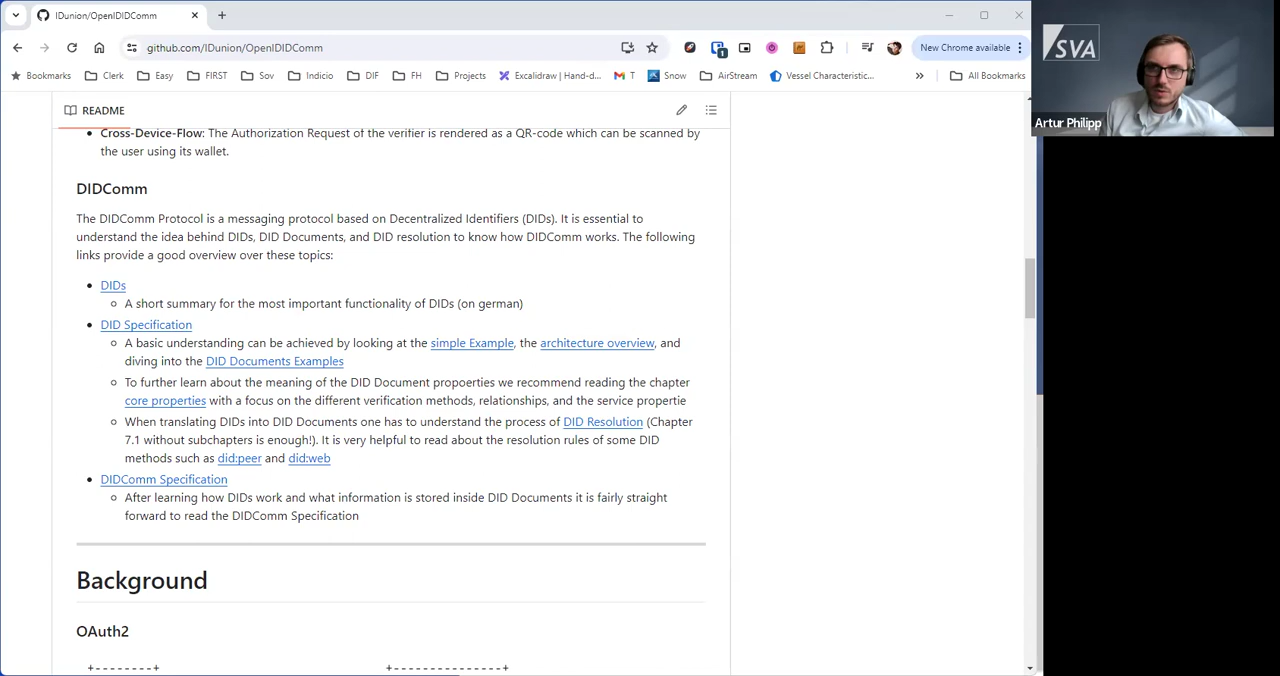 IDunion/OpenIDIDComm
github.com/IDunion/OpenIDIDComm
New Chrome available
Bookmarks Clerk Easy FIRST Sov Indicio DIF FH Projects Excalidraw | Hand-d... T Snow AirStream Vessel Characteristic... » All Bookmarks
SVA
Artur Philipp
README
• Cross-Device-Flow: The Authorization Request of the verifier is rendered as a QR-code which can be scanned by
the user using its wallet.
DIDComm
The DIDComm Protocol is a messaging protocol based on Decentralized Identifiers (DIDs). It is essential to
understand the idea behind DIDs, DID Documents, and DID resolution to know how DIDComm works. The following
links provide a good overview over these topics:
• DIDs
○ A short summary for the most important functionality of DIDs (on german)
• DID Specification
○ A basic understanding can be achieved by looking at the simple Example, the architecture overview, and
diving into the DID Documents Examples
○ To further learn about the meaning of the DID Document propoerties we recommend reading the chapter
core properties with a focus on the different verification methods, relationships, and the service propertie
○ When translating DIDs into DID Documents one has to understand the process of DID Resolution (Chapter
7.1 without subchapters is enough!). It is very helpful to read about the resolution rules of some DID
methods such as did:peer and did:web
• DIDComm Specification
○ After learning how DIDs work and what information is stored inside DID Documents it is fairly straight
forward to read the DIDComm Specification
Background
OAuth2
+--------+ +---------------+